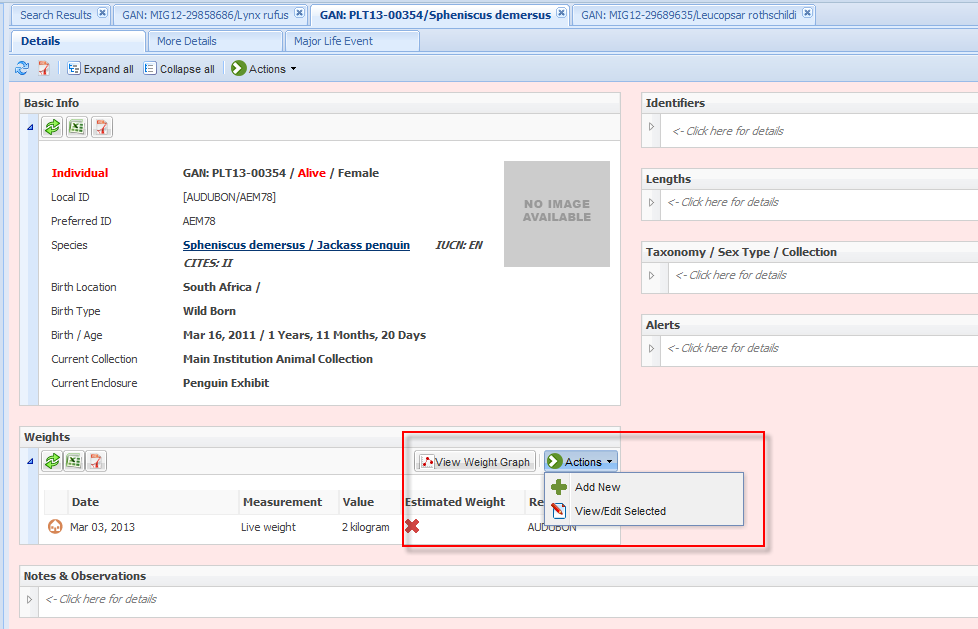 Search Results
GAN: MIG12-29858686/Lynx rufus
GAN: PLT13-00354/Spheniscus demersus
GAN: MIG12-29689635/Leucopsar rothschildi
Details
More Details
Major Life Event
Expand all
Collapse all
Actions
Basic Info
Individual
GAN: PLT13-00354 / Alive / Female
Local ID
[AUDUBON/AEM78]
Preferred ID
AEM78
Species
Spheniscus demersus / Jackass penguin
IUCN: EN
CITES: II
Birth Location
South Africa /
Birth Type
Wild Born
Birth / Age
Mar 16, 2011 / 1 Years, 11 Months, 20 Days
Current Collection
Main Institution Animal Collection
Current Enclosure
Penguin Exhibit
NO IMAGE
AVAILABLE
Identifiers
<- Click here for details
Lengths
<- Click here for details
Taxonomy / Sex Type / Collection
<- Click here for details
Alerts
<- Click here for details
Weights
View Weight Graph
Actions
Add New
View/Edit Selected
Date
Measurement
Value
Estimated Weight
Re
Mar 03, 2013
Live weight
2 kilogram
AUDUBON
Notes & Observations
<- Click here for details